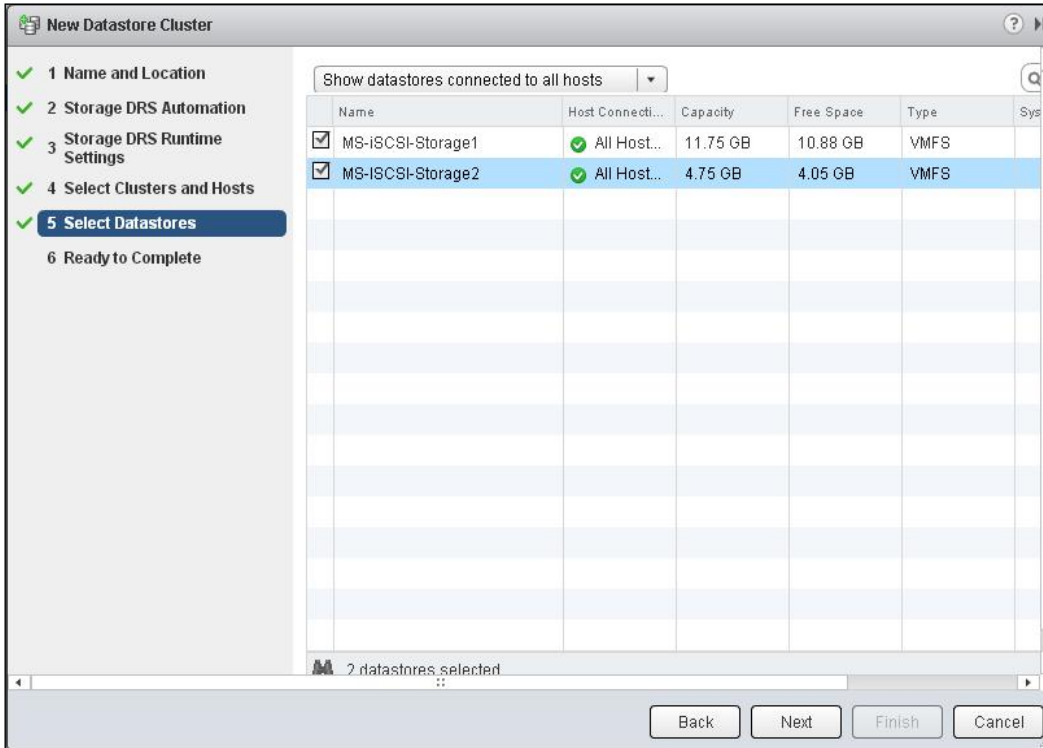 New Datastore Cluster
?
1 Name and Location
2 Storage DRS Automation
3 Storage DRS Runtime
Settings
4 Select Clusters and Hosts
5 Select Datastores
6 Ready to Complete
Show datastores connected to all hosts
Name Host Connecti... Capacity Free Space Type Sys
MS-iSCSI-Storage1 All Host... 11.75 GB 10.88 GB VMFS
MS-ISCSI-Storage2 All Host... 4.75 GB 4.05 GB VMFS
2 datastores selected
Back Next Finish Cancel